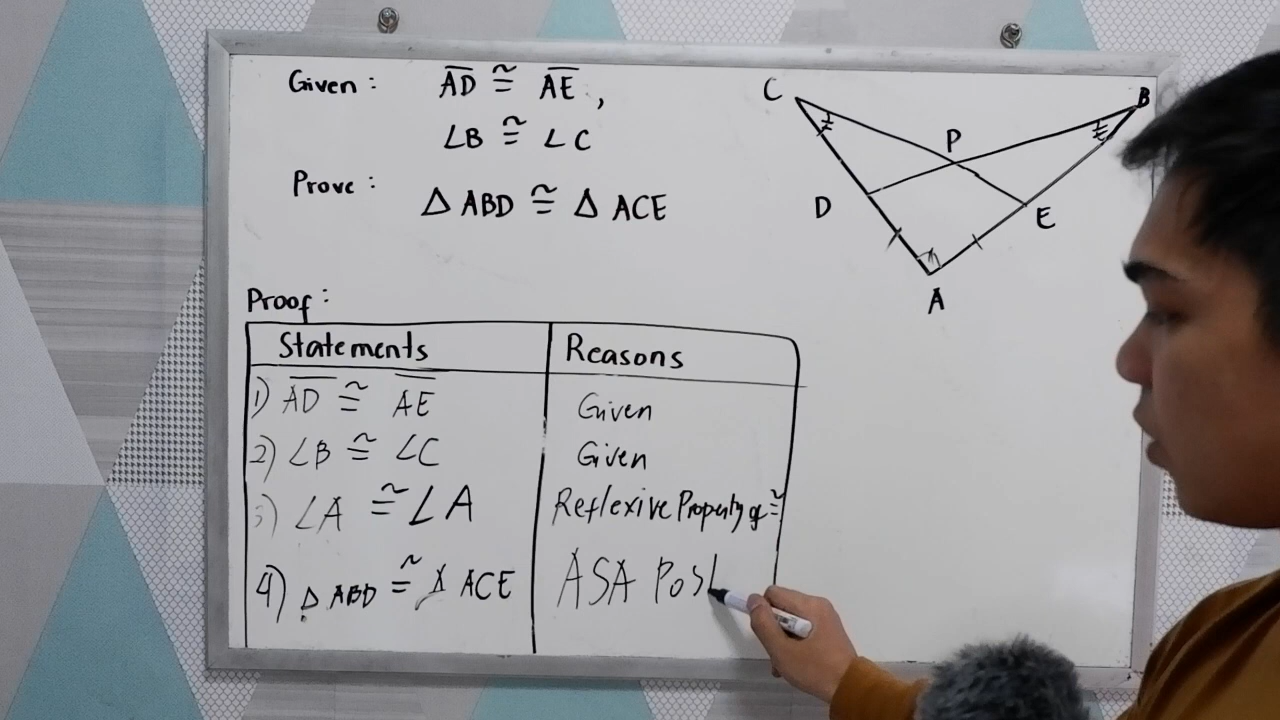 Given : AD ≅ AE ,
∠B ≅ ∠C
Prove : △ ABD ≅ △ ACE
C
B
P
D
E
A
Proof :
Statements Reasons
1) AD ≅ AE Given
2) ∠B ≅ ∠C Given
3) ∠A ≅ ∠A Reflexive Property of ≅
4) △ ABD ≅ △ ACE ASA Post